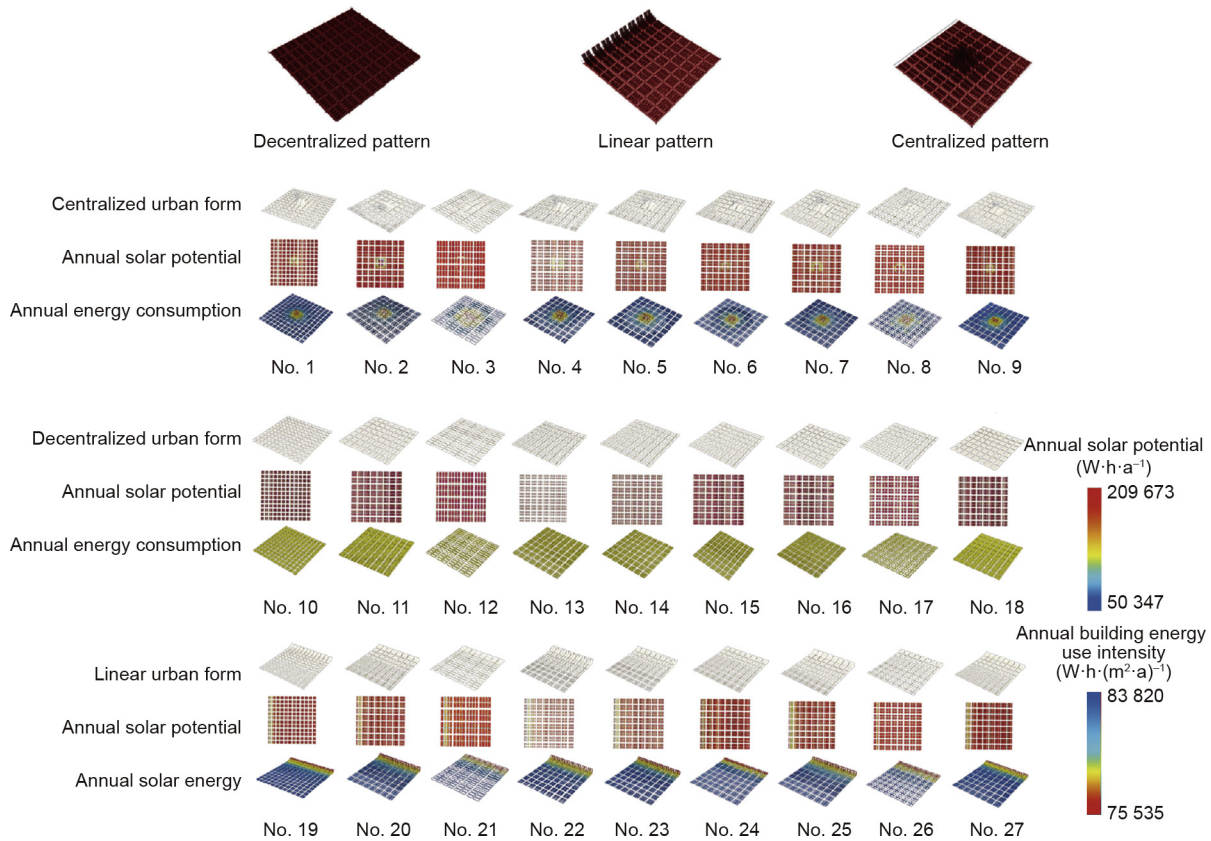 Decentralized pattern
Linear pattern
Centralized pattern
Centralized urban form
Annual solar potential
Annual energy consumption
No. 1 No. 2 No. 3 No. 4 No. 5 No. 6 No. 7 No. 8 No. 9
Decentralized urban form
Annual solar potential
Annual energy consumption
No. 10 No. 11 No. 12 No. 13 No. 14 No. 15 No. 16 No. 17 No. 18
Linear urban form
Annual solar potential
Annual solar energy
No. 19 No. 20 No. 21 No. 22 No. 23 No. 24 No. 25 No. 26 No. 27
Annual solar potential
(W·h·a⁻¹)
209 673
50 347
Annual building energy
use intensity
(W·h·(m²·a)⁻¹)
83 820
75 535